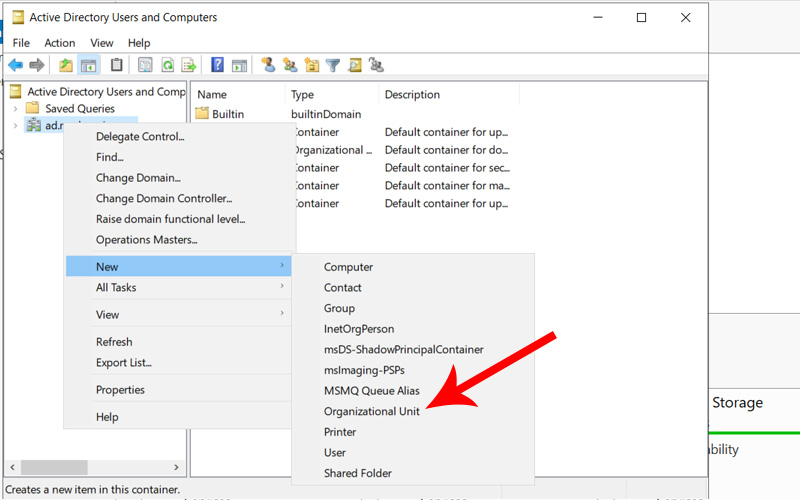 Active Directory Users and Computers
File Action View Help
Active Directory Users and Comp
Saved Queries
Name Type Description
Builtin builtinDomain
Container Default container for up...
Organizational ... Default container for do...
Container Default container for sec...
Container Default container for ma...
Container Default container for up...
Delegate Control...
Find...
Change Domain...
Change Domain Controller...
Raise domain functional level...
Operations Masters...
New
All Tasks
View
Refresh
Export List...
Properties
Help
Computer
Contact
Group
InetOrgPerson
msDS-ShadowPrincipalContainer
msImaging-PSPs
MSMQ Queue Alias
Organizational Unit
Printer
User
Shared Folder
Storage
ability
Creates a new item in this container.